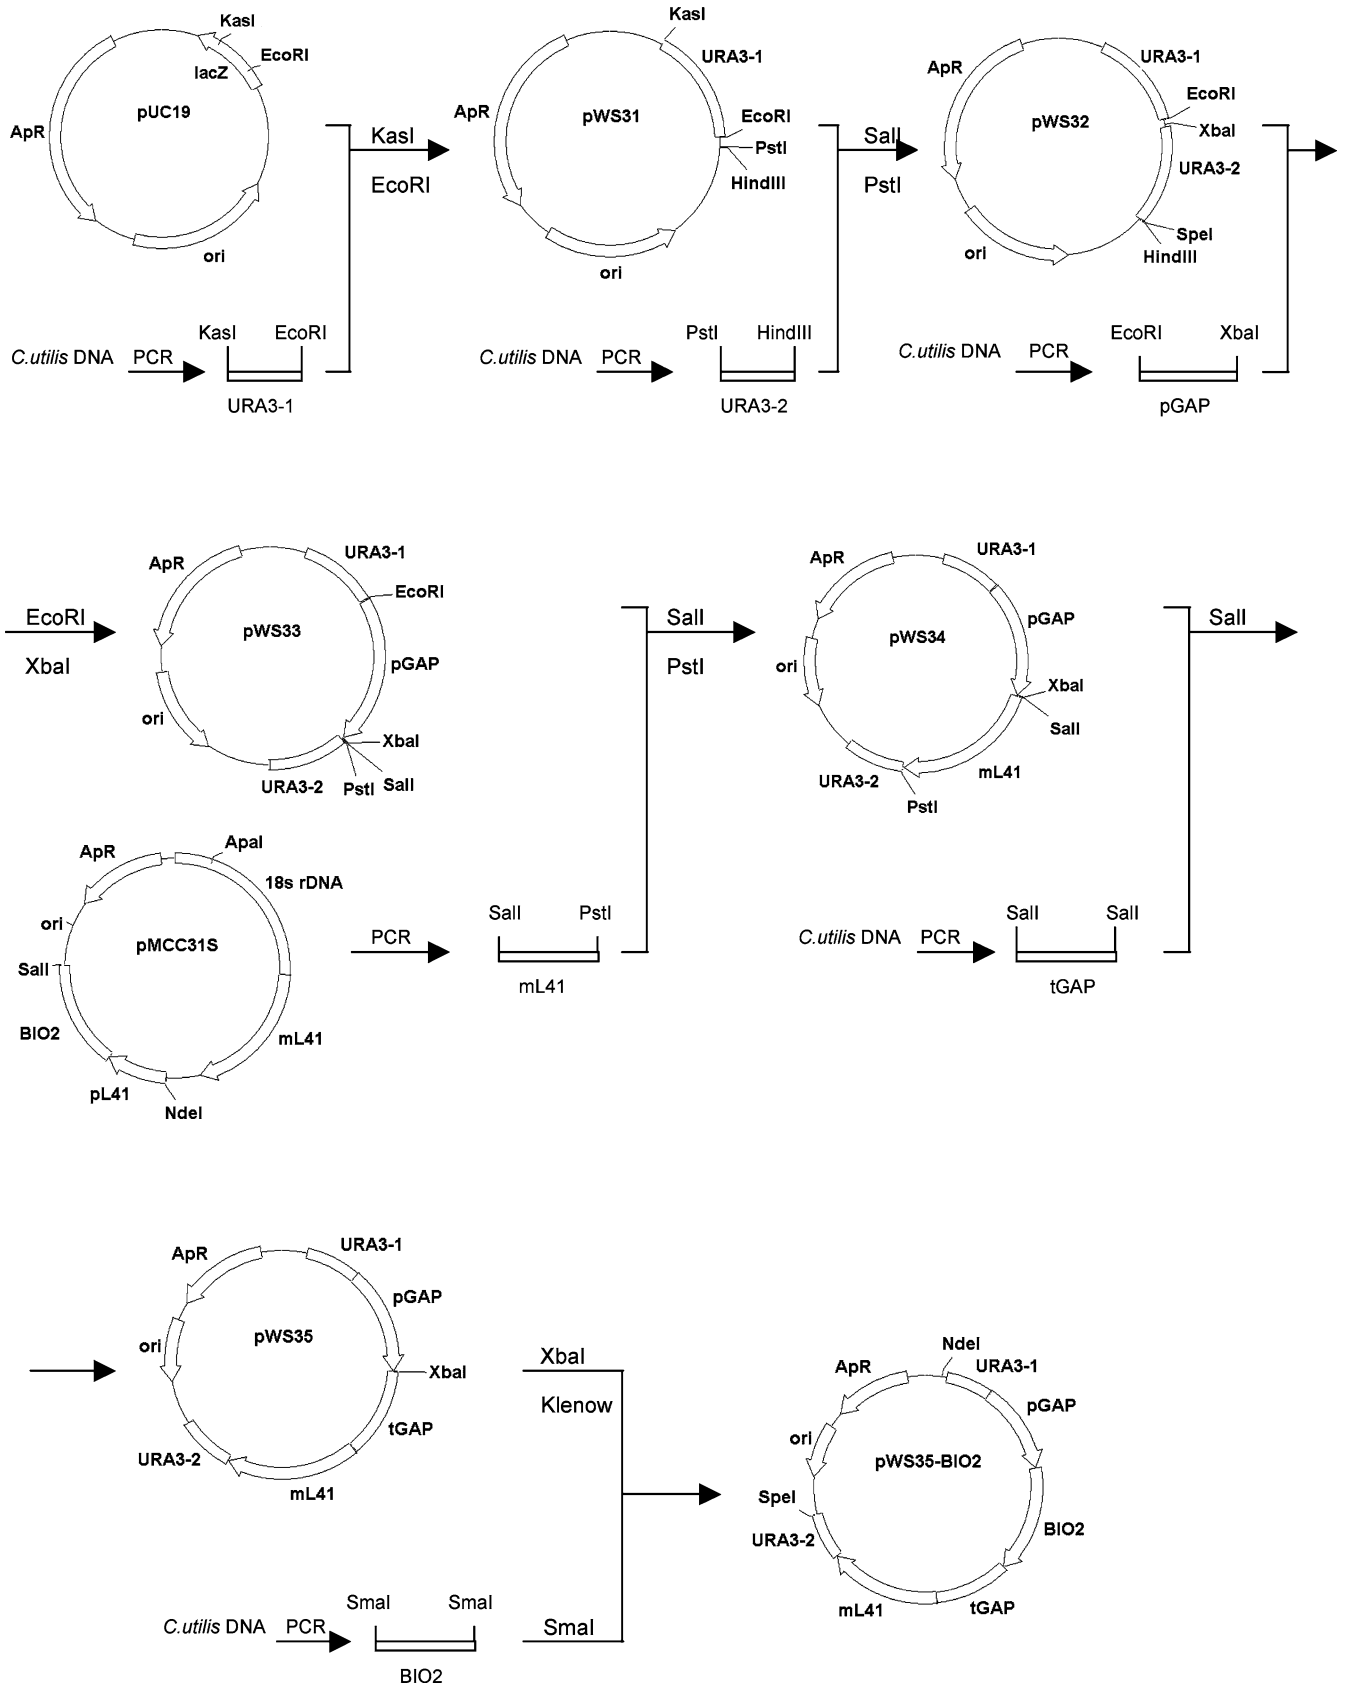 KasI
EcoRI
lacZ
pUC19
ApR
ori
KasI
EcoRI
C.utilis DNA
PCR
KasI
EcoRI
URA3-1
KasI
URA3-1
pWS31
ApR
EcoRI
PstI
HindIII
ori
SalI
PstI
C.utilis DNA
PCR
PstI
HindIII
URA3-2
ApR
URA3-1
EcoRI
XbaI
pWS32
URA3-2
SpeI
HindIII
ori
C.utilis DNA
PCR
EcoRI
XbaI
pGAP
EcoRI
XbaI
ApR
URA3-1
EcoRI
pWS33
pGAP
ori
XbaI
SalI
PstI
URA3-2
ApaI
ApR
18s rDNA
ori
pMCC31S
SalI
BIO2
mL41
pL41
NdeI
PCR
SalI
PstI
mL41
SalI
PstI
ApR
URA3-1
pWS34
pGAP
ori
XbaI
SalI
URA3-2
mL41
PstI
C.utilis DNA
PCR
SalI
SalI
tGAP
SalI
ApR
URA3-1
pGAP
pWS35
ori
XbaI
tGAP
URA3-2
mL41
XbaI
Klenow
C.utilis DNA
PCR
SmaI
SmaI
BIO2
SmaI
NdeI
ApR
URA3-1
pGAP
ori
pWS35-BIO2
SpeI
URA3-2
BIO2
mL41
tGAP